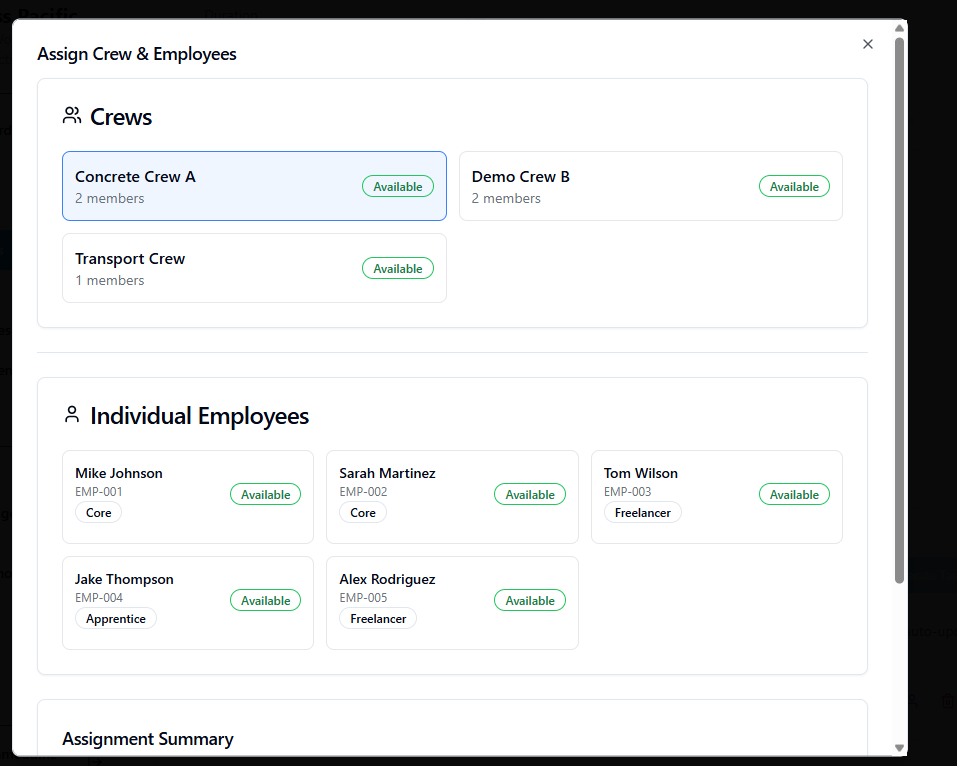 Assign Crew & Employees
Crews
Concrete Crew A
2 members
Available
Demo Crew B
2 members
Available
Transport Crew
1 members
Available
Individual Employees
Mike Johnson
EMP-001
Core
Available
Sarah Martinez
EMP-002
Core
Available
Tom Wilson
EMP-003
Freelancer
Available
Jake Thompson
EMP-004
Apprentice
Available
Alex Rodriguez
EMP-005
Freelancer
Available
Assignment Summary